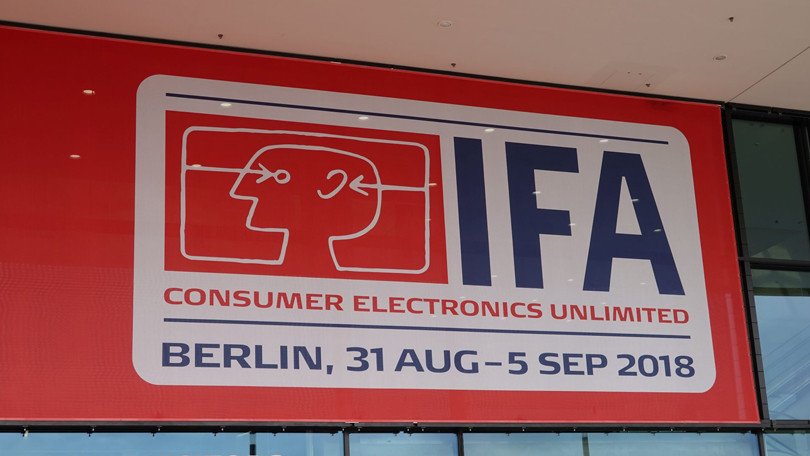 IFA
CONSUMER ELECTRONICS UNLIMITED
BERLIN, 31 AUG – 5 SEP 2018